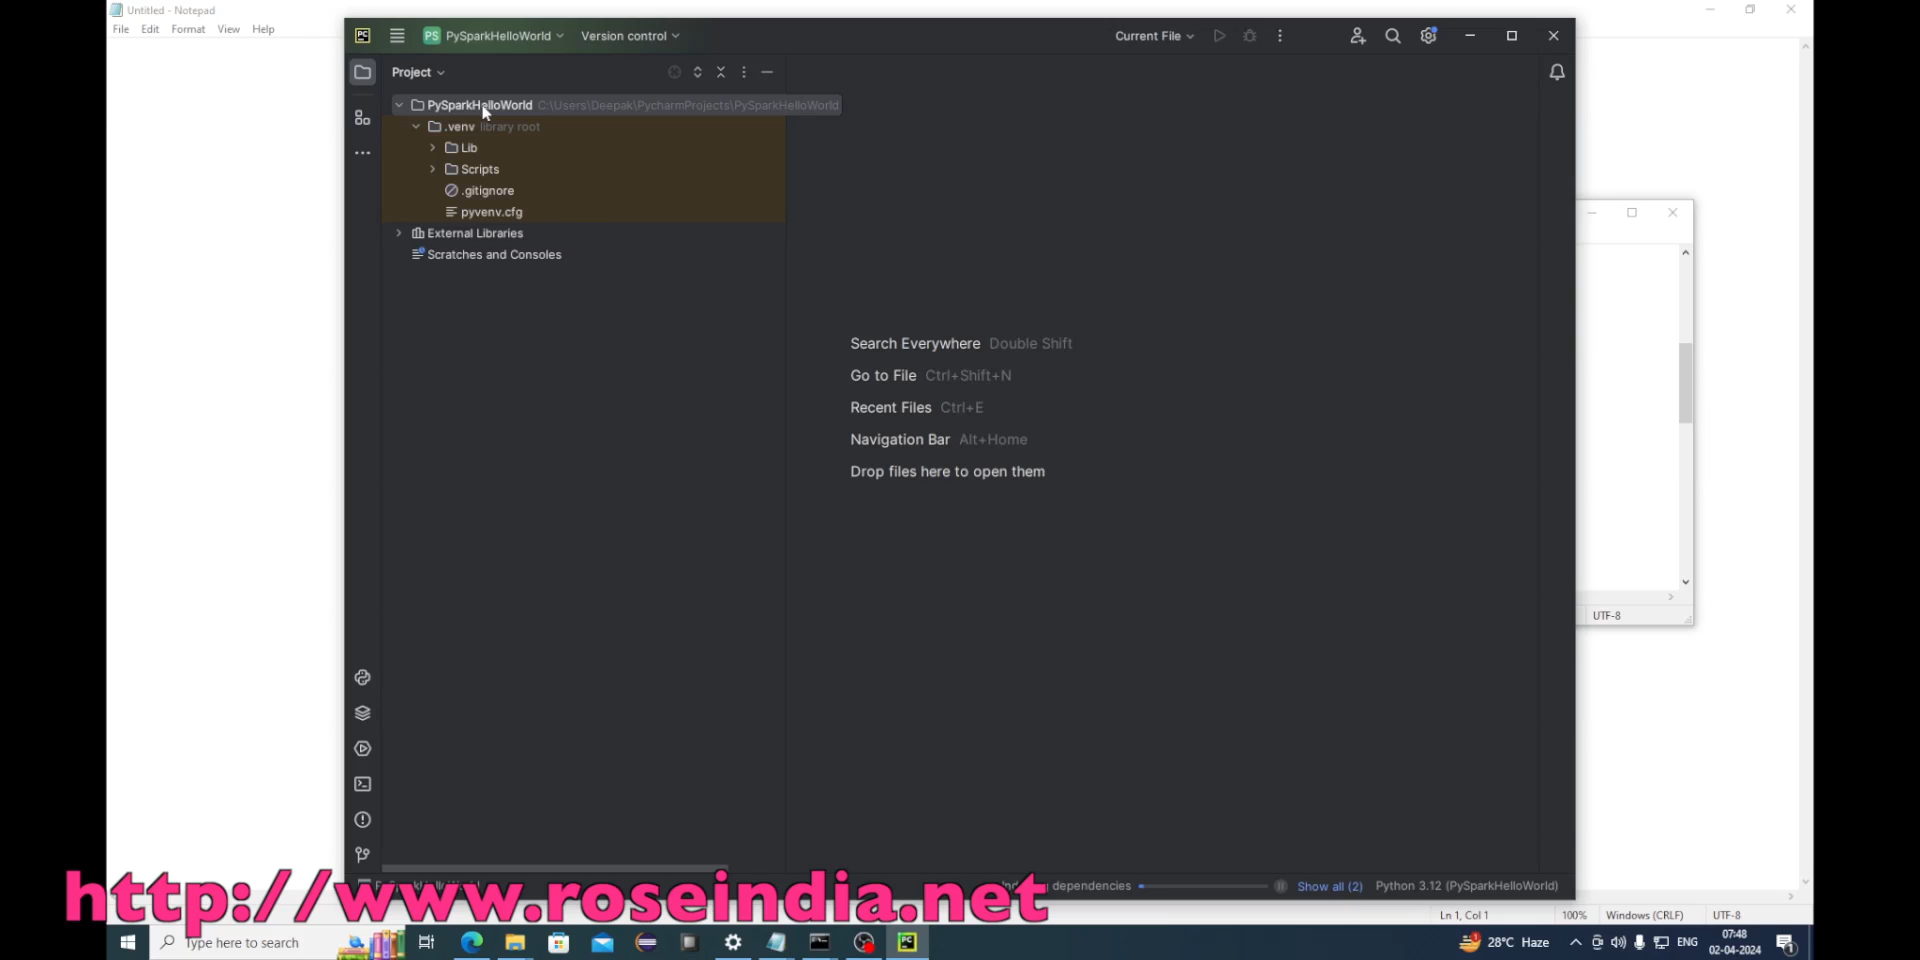 Untitled - Notepad
File Edit Format View Help
PC PS PySparkHelloWorld Version control Current File
Project
PySparkHelloWorld C:\Users\Deepak\PycharmProjects\PySparkHelloWorld
.venv library root
Lib
Scripts
.gitignore
pyvenv.cfg
External Libraries
Scratches and Consoles
Search Everywhere Double Shift
Go to File Ctrl+Shift+N
Recent Files Ctrl+E
Navigation Bar Alt+Home
Drop files here to open them
UTF-8
dependencies Show all (2) Python 3.12 (PySparkHelloWorld)
http://www.roseindia.net
Ln 1, Col 1 100% Windows (CRLF) UTF-8
Type here to search
PC
28°C Haze ENG
07:48
02-04-2024